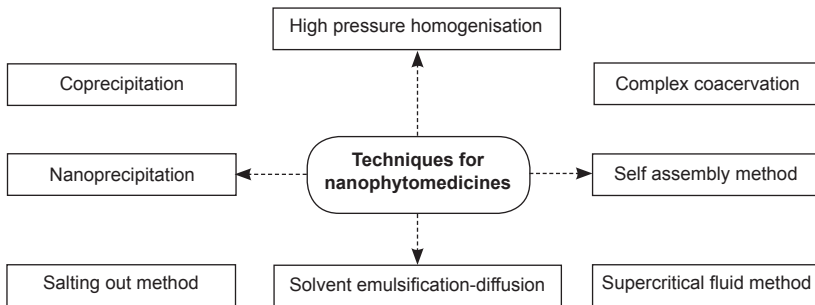 High pressure homogenisation
Coprecipitation
Complex coacervation
Techniques for
nanophytomedicines
Nanoprecipitation
Self assembly method
Salting out method
Solvent emulsification-diffusion
Supercritical fluid method